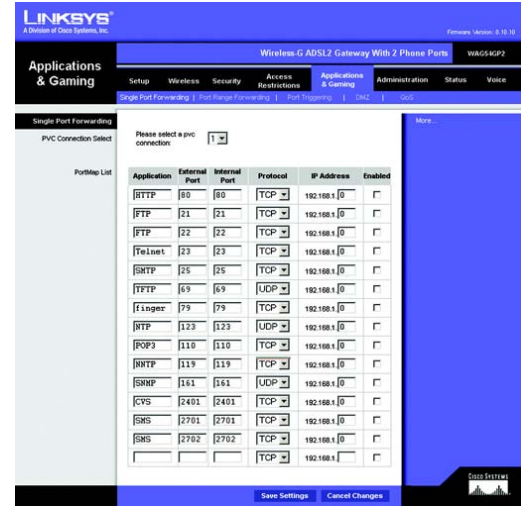 LINKSYS®
A Division of Cisco Systems, Inc.
Firmware Version: 0.10.10
Wireless-G ADSL2 Gateway With 2 Phone Ports WAG54GP2
Applications & Gaming
Setup Wireless Security Access Restrictions Applications & Gaming Administration Status Voice
Single Port Forwarding | Port Range Forwarding | Port Triggering | DMZ | QoS
Single Port Forwarding
More...
PVC Connection Select
Please select a pvc connection: 1
PortMap List
Application External Port Internal Port Protocol IP Address Enabled
HTTP 80 80 TCP 192.168.1. 0
FTP 21 21 TCP 192.168.1. 0
FTP 22 22 TCP 192.168.1. 0
Telnet 23 23 TCP 192.168.1. 0
SMTP 25 25 TCP 192.168.1. 0
TFTP 69 69 UDP 192.168.1. 0
finger 79 79 TCP 192.168.1. 0
NTP 123 123 UDP 192.168.1. 0
POP3 110 110 TCP 192.168.1. 0
NNTP 119 119 TCP 192.168.1. 0
SNMP 161 161 UDP 192.168.1. 0
CVS 2401 2401 TCP 192.168.1. 0
SMS 2701 2701 TCP 192.168.1. 0
SMS 2702 2702 TCP 192.168.1. 0
TCP 192.168.1.
Save Settings Cancel Changes
CISCO SYSTEMS